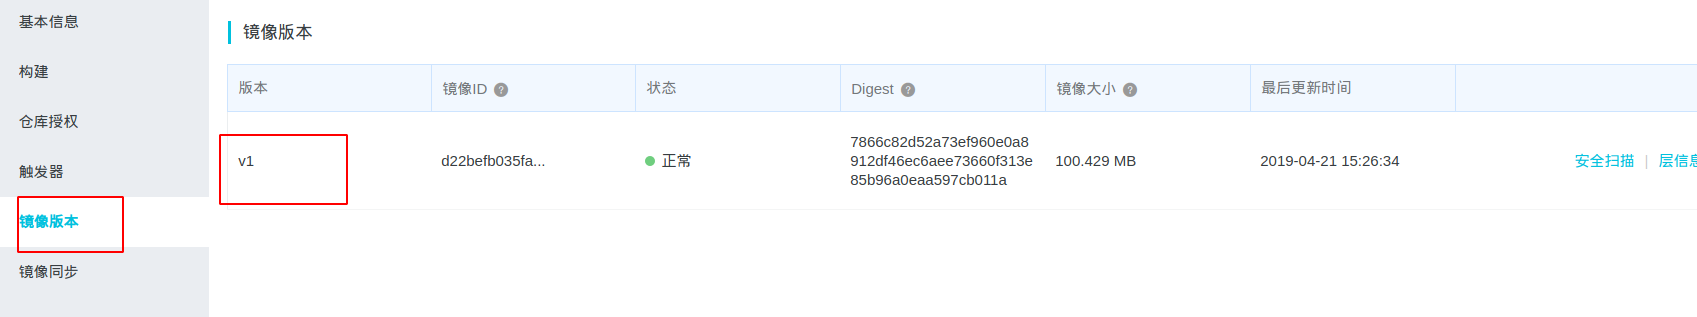 基本信息
构建
仓库授权
触发器
镜像版本
镜像同步
镜像版本
版本 镜像ID ? 状态 Digest ? 镜像大小 ? 最后更新时间
v1 d22befb035fa... 正常 7866c82d52a73ef960e0a8 100.429 MB 2019-04-21 15:26:34 安全扫描 | 层信息
912df46ec6aee73660f313e
85b96a0eaa597cb011a